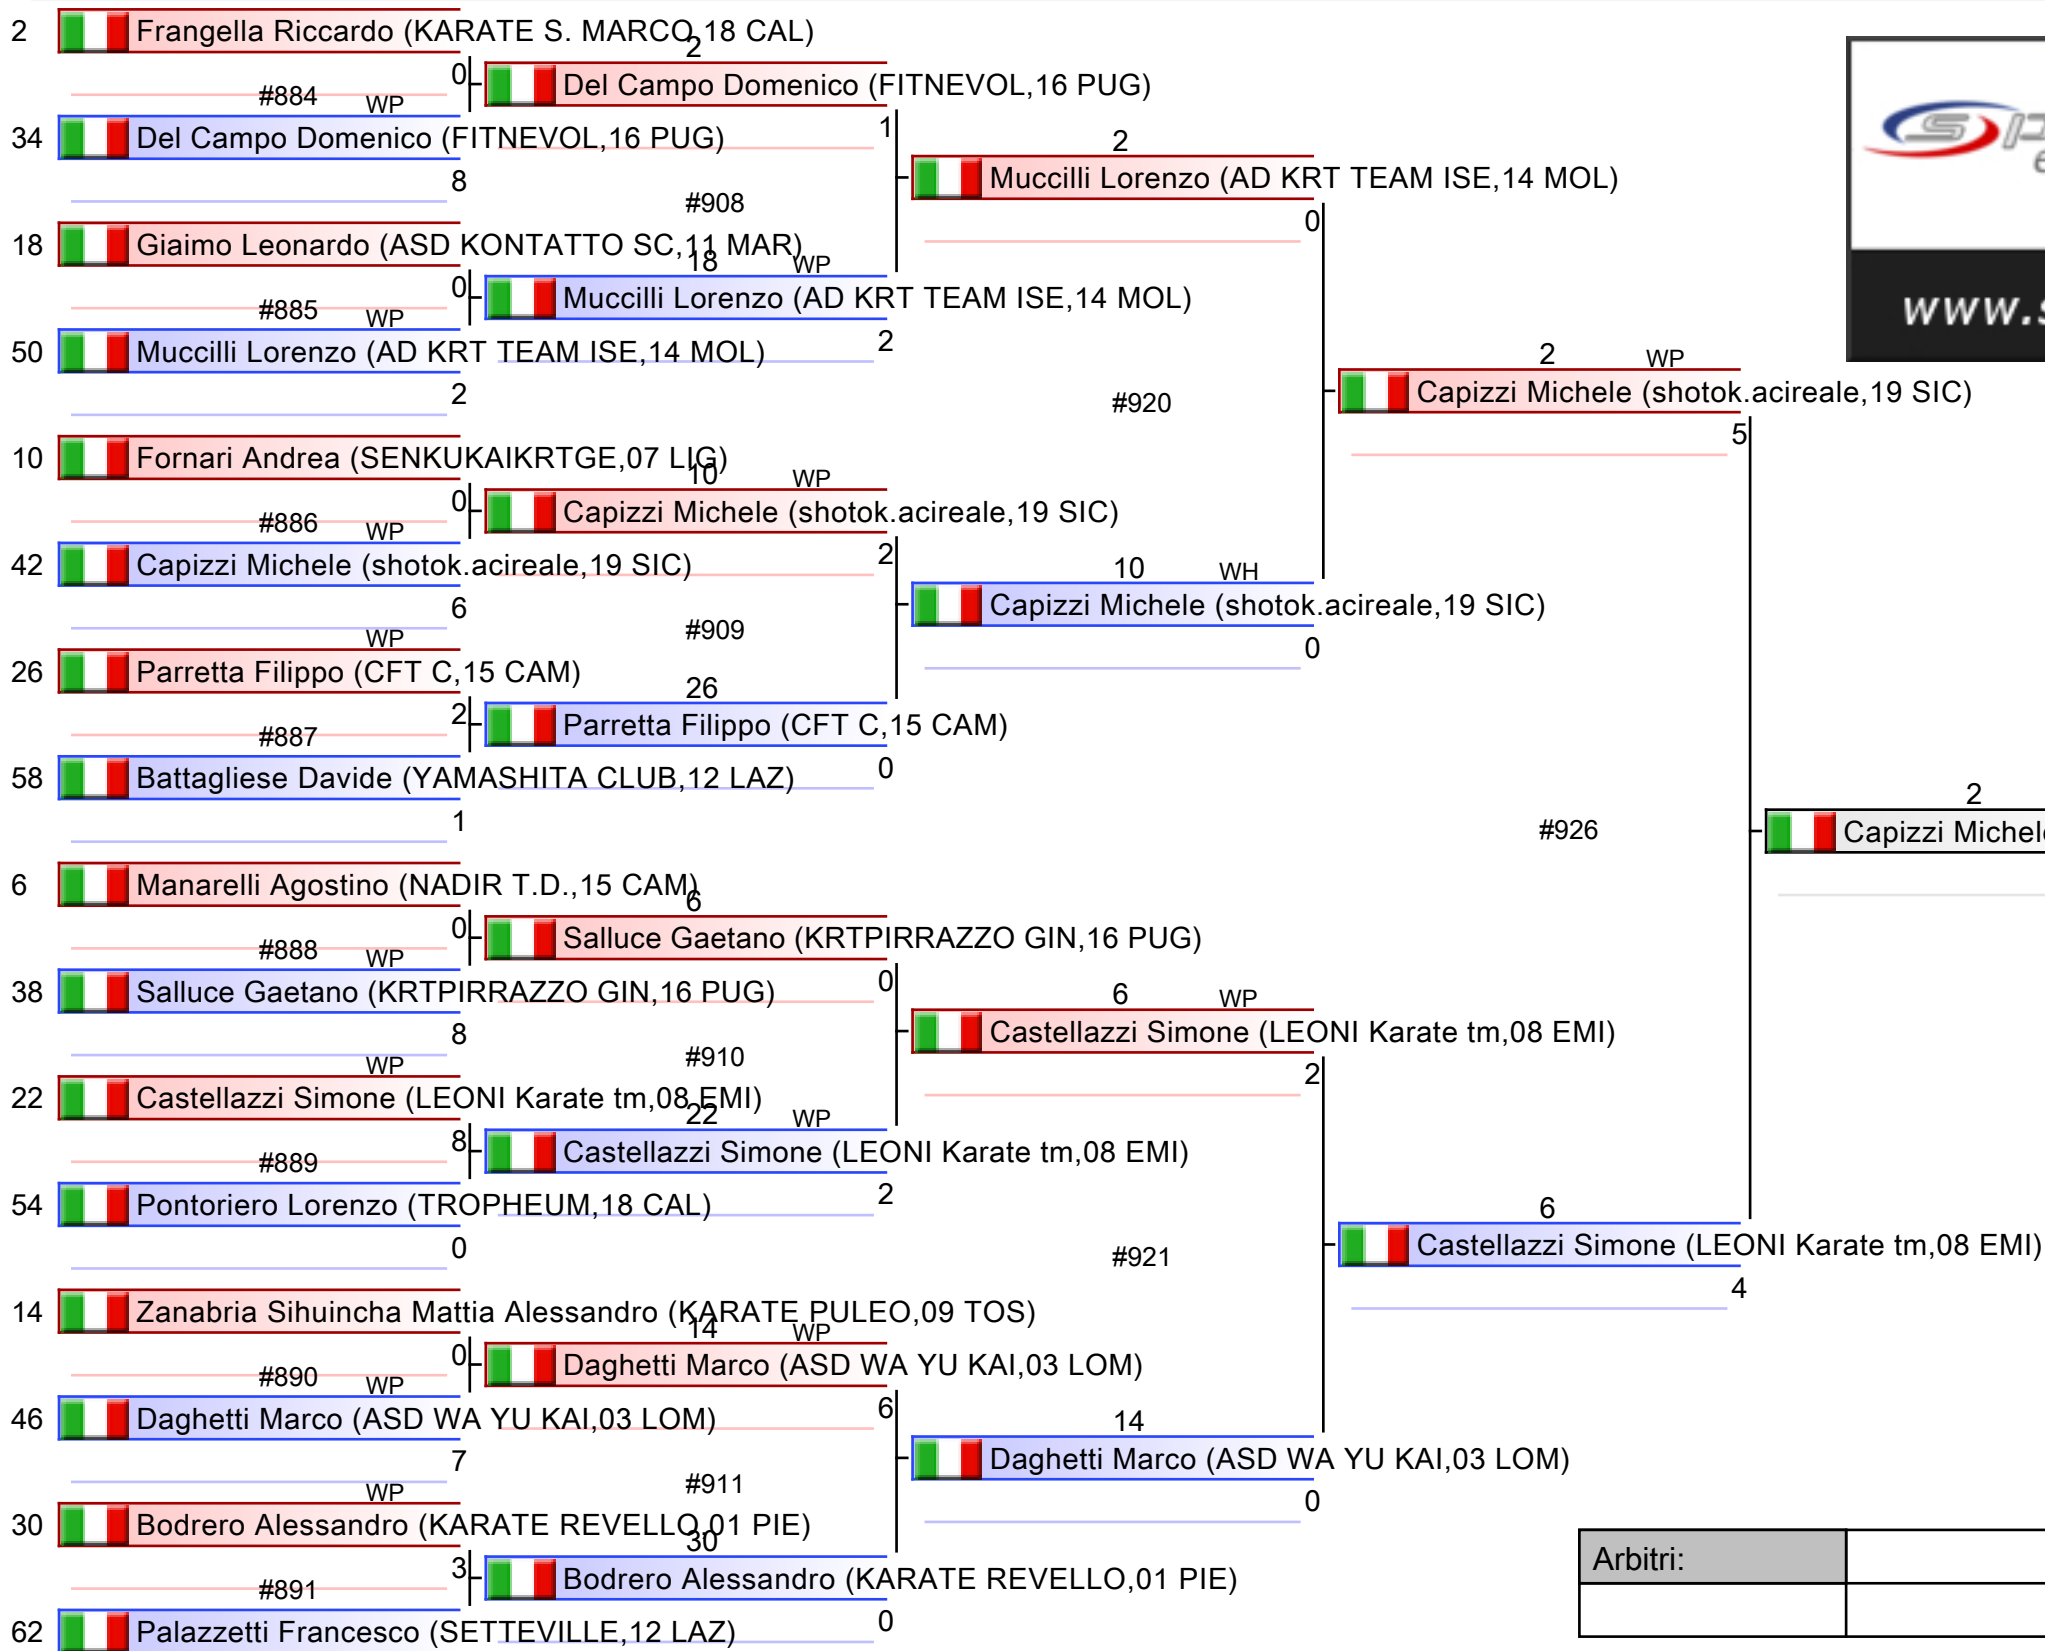 2 Frangella Riccardo (KARATE S. MARCO,18 CAL)
2
0 Del Campo Domenico (FITNEVOL,16 PUG)
#884 WP
34 Del Campo Domenico (FITNEVOL,16 PUG)
1
2
8
Muccilli Lorenzo (AD KRT TEAM ISE,14 MOL)
#908
0
18 Giaimo Leonardo (ASD KONTATTO SC,11 MAR)
18 WP
0 Muccilli Lorenzo (AD KRT TEAM ISE,14 MOL)
#885 WP
50 Muccilli Lorenzo (AD KRT TEAM ISE,14 MOL)
2
2
2 WP
Capizzi Michele (shotok.acireale,19 SIC)
#920
5
10 Fornari Andrea (SENKUKAIKRTGE,07 LIG)
10 WP
0 Capizzi Michele (shotok.acireale,19 SIC)
#886 WP
42 Capizzi Michele (shotok.acireale,19 SIC)
2
10 WH
6
Capizzi Michele (shotok.acireale,19 SIC)
WP
#909
0
26 Parretta Filippo (CFT C,15 CAM)
26
2 Parretta Filippo (CFT C,15 CAM)
#887
58 Battagliese Davide (YAMASHITA CLUB,12 LAZ)
0
1
2
#926
Capizzi
6 Manarelli Agostino (NADIR T.D.,15 CAM)
6
0 Salluce Gaetano (KRTPIRRAZZO GIN,16 PUG)
#888 WP
38 Salluce Gaetano (KRTPIRRAZZO GIN,16 PUG)
0
6 WP
8
Castellazzi Simone (LEONI Karate tm,08 EMI)
WP
#910
2
22 Castellazzi Simone (LEONI Karate tm,08 EMI)
22 WP
8 Castellazzi Simone (LEONI Karate tm,08 EMI)
#889
54 Pontoriero Lorenzo (TROPHEUM,18 CAL)
2
0
6
Castellazzi Simone (LEONI Karate tm,08 EMI)
#921
4
14 Zanabria Sihuincha Mattia Alessandro (KARATE PULEO,09 TOS)
14 WP
0 Daghetti Marco (ASD WA YU KAI,03 LOM)
#890 WP
46 Daghetti Marco (ASD WA YU KAI,03 LOM)
6
14
7
Daghetti Marco (ASD WA YU KAI,03 LOM)
WP
#911
0
30 Bodrero Alessandro (KARATE REVELLO,01 PIE)
30
3 Bodrero Alessandro (KARATE REVELLO,01 PIE)
#891
62 Palazzetti Francesco (SETTEVILLE,12 LAZ)
0
Arbitri: